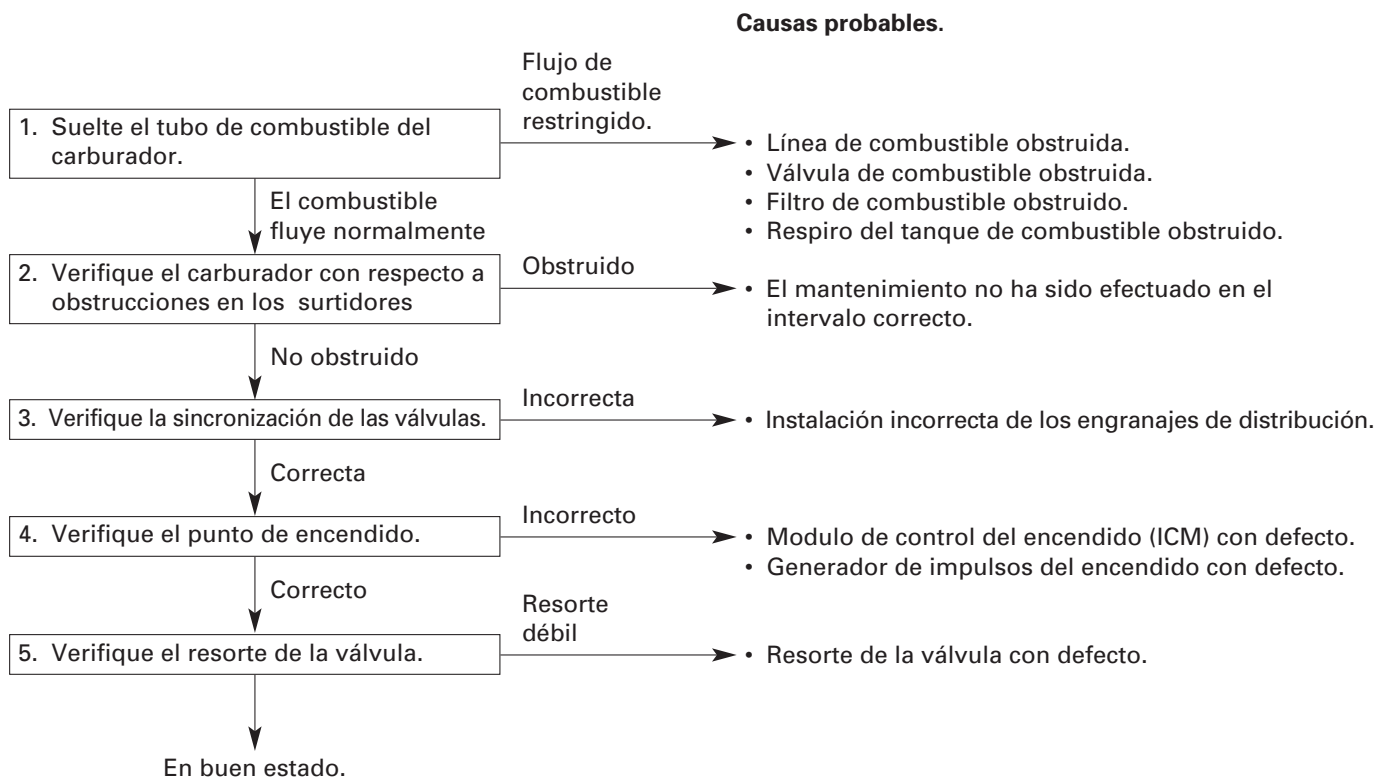 Causas probables.
Flujo de
combustible
restringido.
1. Suelte el tubo de combustible del
carburador.
• Línea de combustible obstruida.
• Válvula de combustible obstruida.
• Filtro de combustible obstruido.
• Respiro del tanque de combustible obstruido.
El combustible
fluye normalmente
2. Verifique el carburador con respecto a
obstrucciones en los surtidores
Obstruido
• El mantenimiento no ha sido efectuado en el
intervalo correcto.
No obstruido
3. Verifique la sincronización de las válvulas.
Incorrecta
• Instalación incorrecta de los engranajes de distribución.
Correcta
4. Verifique el punto de encendido.
Incorrecto
• Modulo de control del encendido (ICM) con defecto.
• Generador de impulsos del encendido con defecto.
Correcto
Resorte
débil
5. Verifique el resorte de la válvula.
• Resorte de la válvula con defecto.
En buen estado.